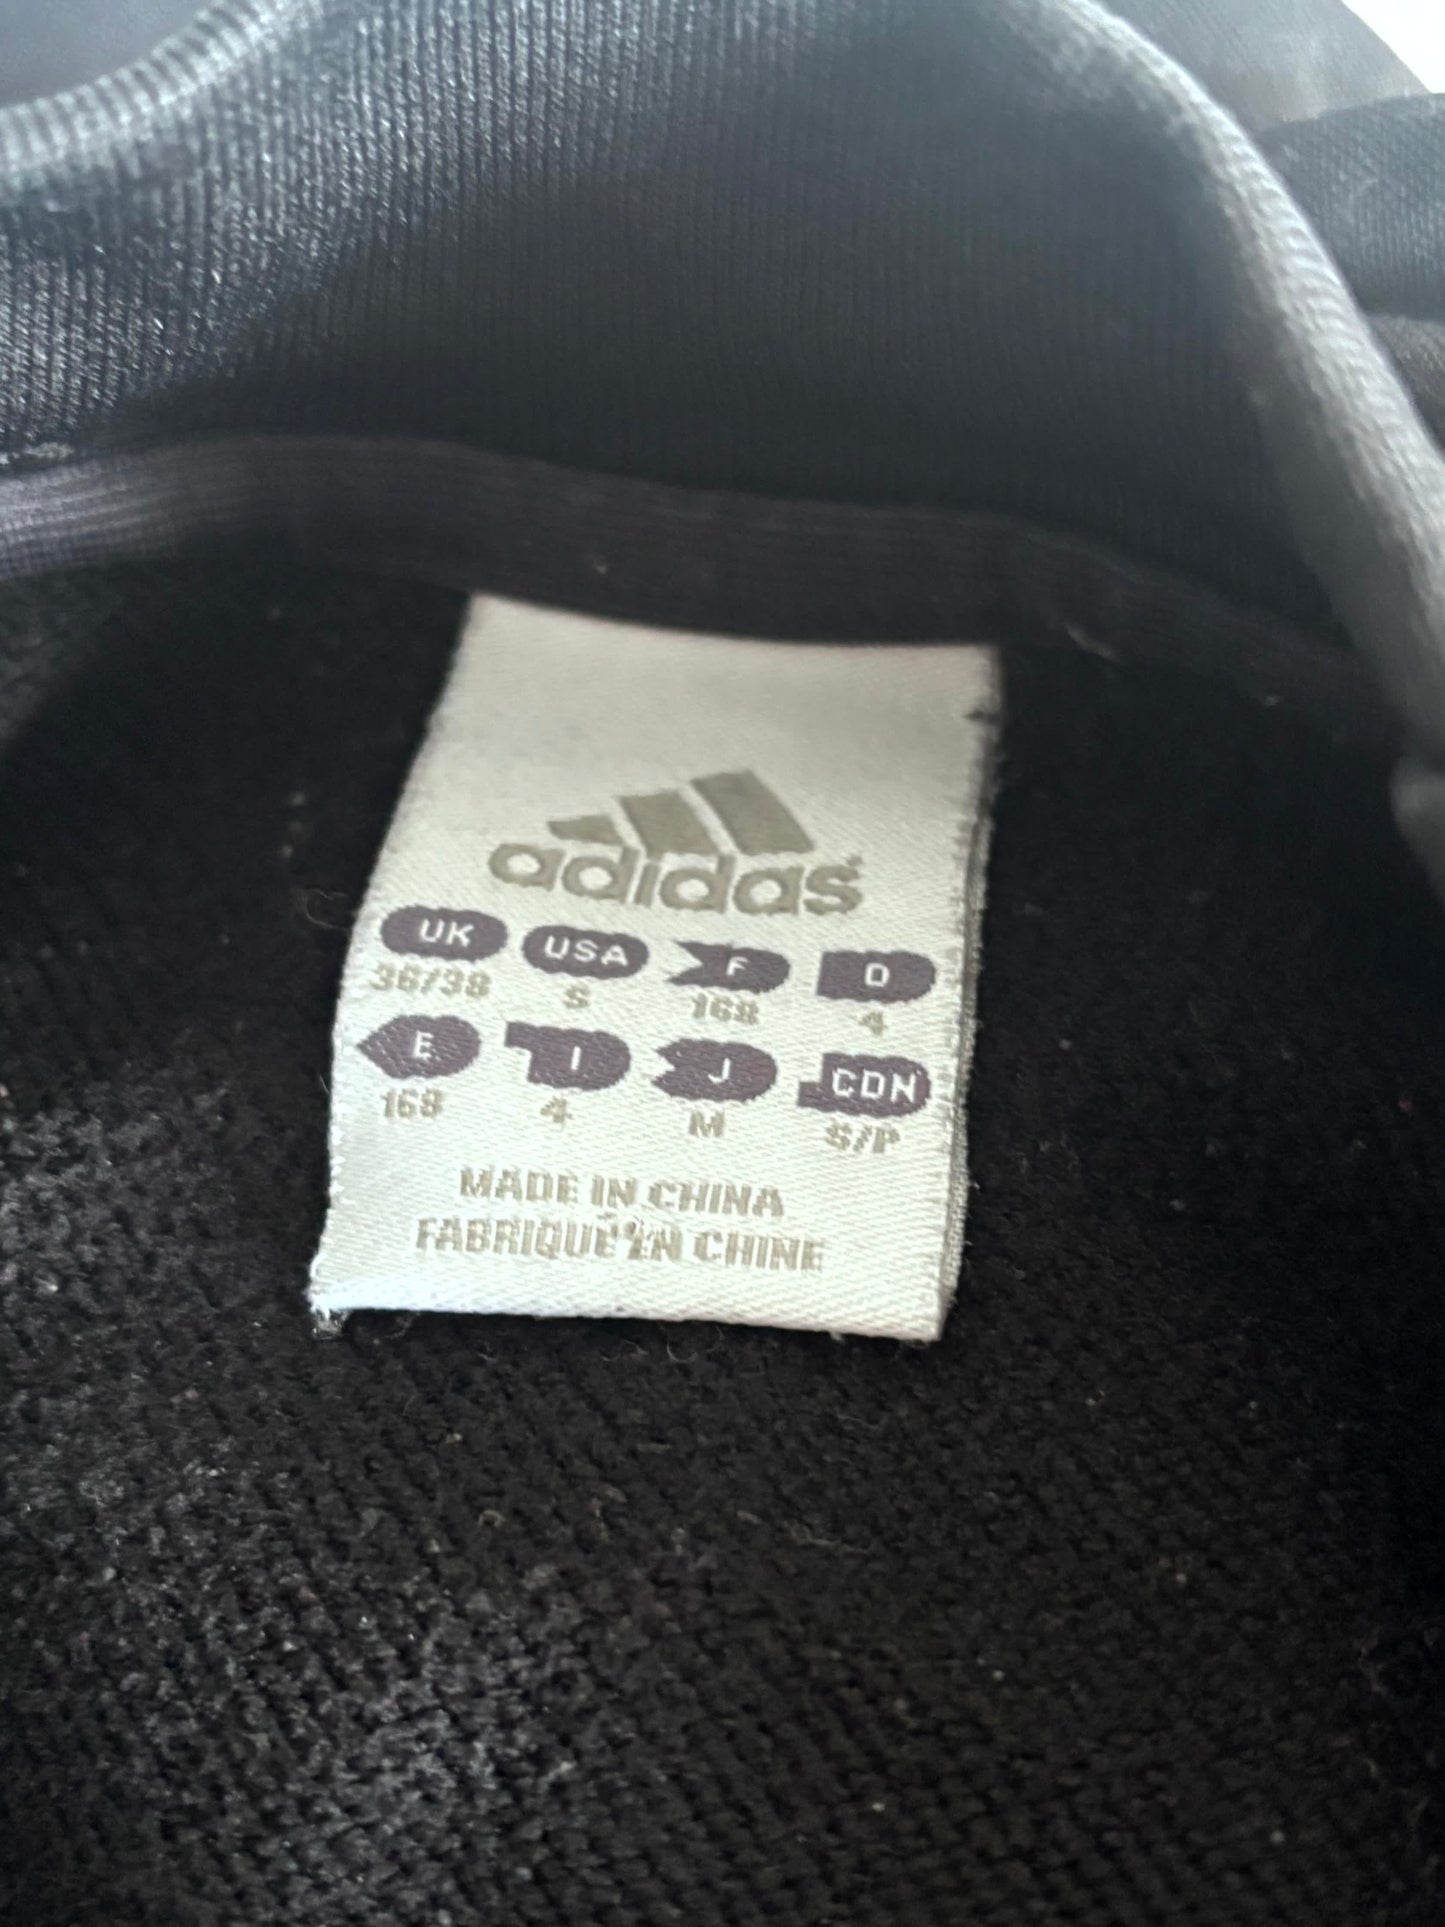 adidas
UK USA F D
36/38 S 168 4
E I J CDN
168 4 M S/P
MADE IN CHINA
FABRIQUÉ EN CHINE